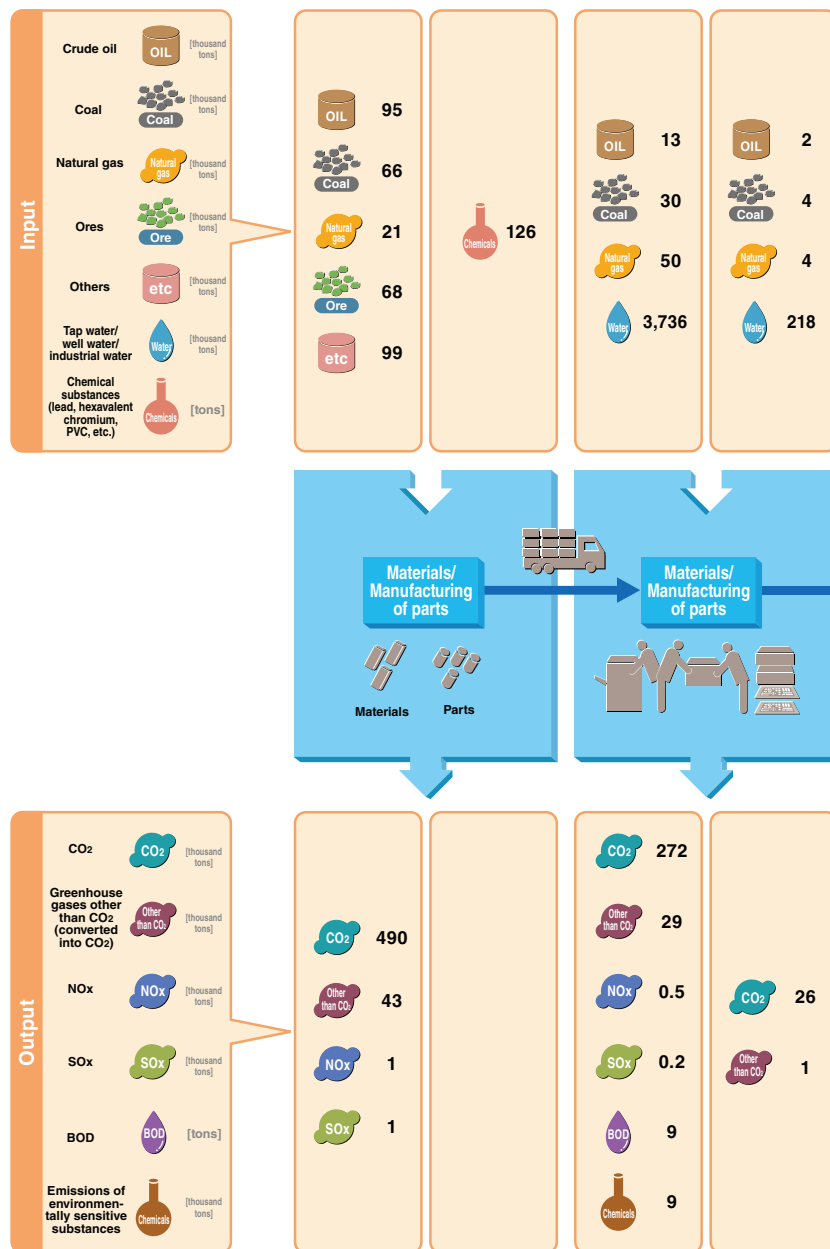 Input
Crude oil
OIL
[thousand
tons]
Coal
Coal
[thousand
tons]
Natural gas
Natural
gas
[thousand
tons]
Ores
Ore
[thousand
tons]
Others
etc
[thousand
tons]
Tap water/
well water/
industrial water
Water
[thousand
tons]
Chemical
substances
(lead, hexavalent
chromium,
PVC, etc.)
Chemicals
[tons]
OIL 95
Coal 66
Natural
gas 21
Ore 68
etc 99
Chemicals 126
OIL 13
Coal 30
Natural
gas 50
Water 3,736
OIL 2
Coal 4
Natural
gas 4
Water 218
Materials/
Manufacturing
of parts
Materials
Parts
Materials/
Manufacturing
of parts
Output
CO2
CO2
[thousand
tons]
Greenhouse
gases other
than CO2
(converted
into CO2)
Other
than CO2
[thousand
tons]
NOx
NOx
[thousand
tons]
SOx
SOx
[thousand
tons]
BOD
BOD
[tons]
Emissions of
environmen-
tally sensitive
substances
Chemicals
[thousand
tons]
CO2 490
Other
than CO2 43
NOx 1
SOx 1
CO2 272
Other
than CO2 29
NOx 0.5
SOx 0.2
BOD 9
Chemicals 9
CO2 26
Other
than CO2 1